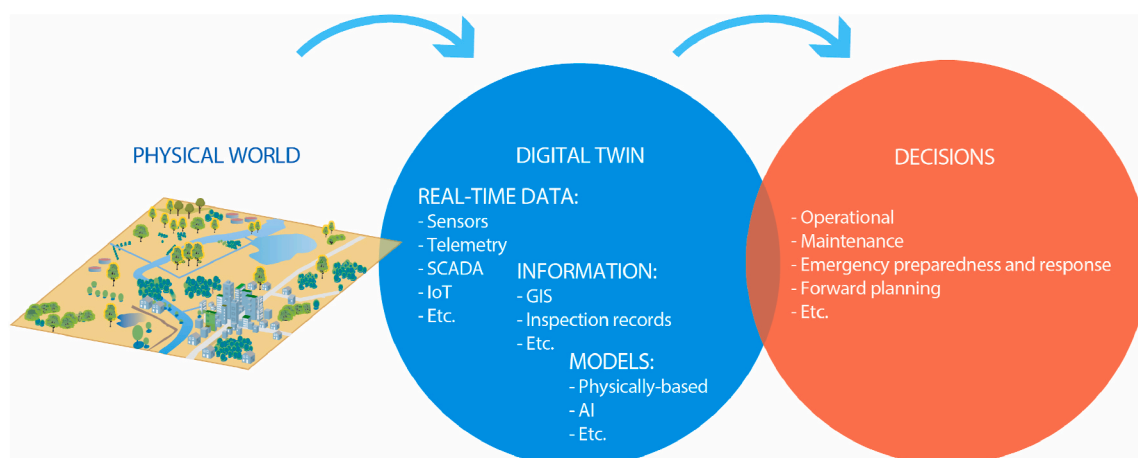 PHYSICAL WORLD
DIGITAL TWIN
REAL-TIME DATA:
- Sensors
- Telemetry
- SCADA
- IoT
- Etc.
INFORMATION:
- GIS
- Inspection records
- Etc.
MODELS:
- Physically-based
- AI
- Etc.
DECISIONS
- Operational
- Maintenance
- Emergency preparedness and response
- Forward planning
- Etc.